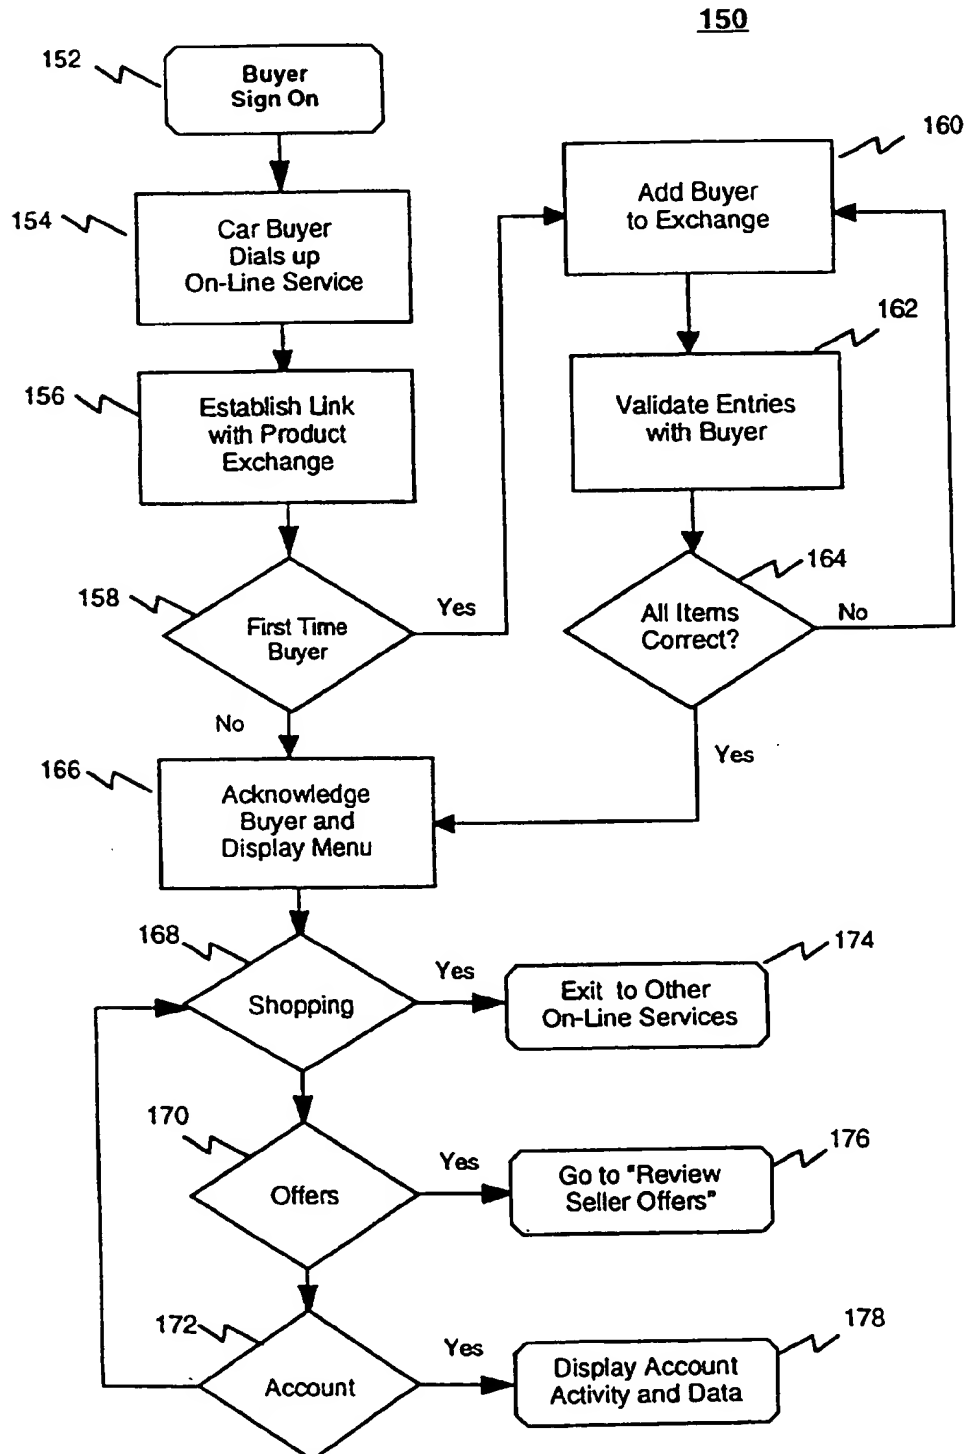 150
152
Buyer
Sign On
154
Car Buyer
Dials up
On-Line Service
156
Establish Link
with Product
Exchange
158
First Time
Buyer
Yes
No
160
Add Buyer
to Exchange
162
Validate Entries
with Buyer
164
All Items
Correct?
No
Yes
166
Acknowledge
Buyer and
Display Menu
168
Shopping
Yes
174
Exit to Other
On-Line Services
170
Offers
Yes
176
Go to "Review
Seller Offers"
172
Account
Yes
178
Display Account
Activity and Data